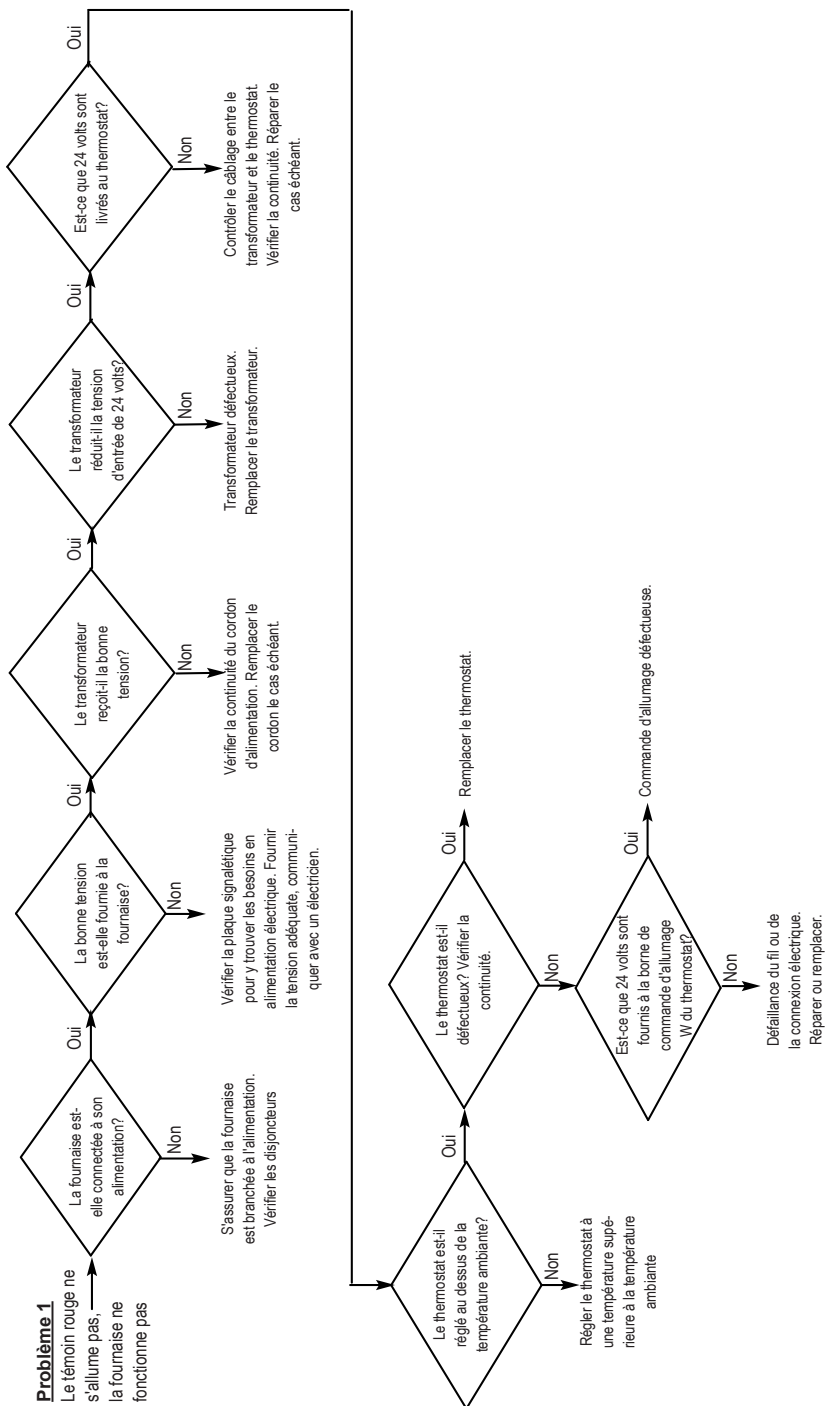 Problème 1
Le témoin rouge ne
s'allume pas,
la fournaise ne
fonctionne pas
La fournaise est-
elle connectée à son
alimentation?
Oui
Non
S'assurer que la fournaise
est branchée à l'alimentation.
Vérifier les disjoncteurs
La bonne tension
est-elle fournie à la
fournaise?
Oui
Non
Vérifier la plaque signalétique
pour y trouver les besoins en
alimentation électrique. Fournir
la tension adéquate, communi-
quer avec un électricien.
Le transformateur
reçoit-il la bonne
tension?
Oui
Non
Vérifier la continuité du cordon
d'alimentation. Remplacer le
cordon le cas échéant.
Le transformateur
réduit-il la tension
d'entrée de 24 volts?
Oui
Non
Transformateur défectueux.
Remplacer le transformateur.
Est-ce que 24 volts sont
livrés au thermostat?
Oui
Non
Contrôler le câblage entre le
transformateur et le thermostat.
Vérifier la continuité. Réparer le
cas échéant.
Le thermostat est-il
réglé au dessus de la
température ambiante?
Oui
Non
Régler le thermostat à
une température supé-
rieure à la température
ambiante
Le thermostat est-il
défectueux? Vérifier la
continuité.
Oui
Remplacer le thermostat.
Non
Est-ce que 24 volts sont
fournis à la borne de
commande d'allumage
W du thermostat?
Oui
Commande d'allumage défectueuse.
Non
Défaillance du fil ou de
la connexion électrique.
Réparer ou remplacer.